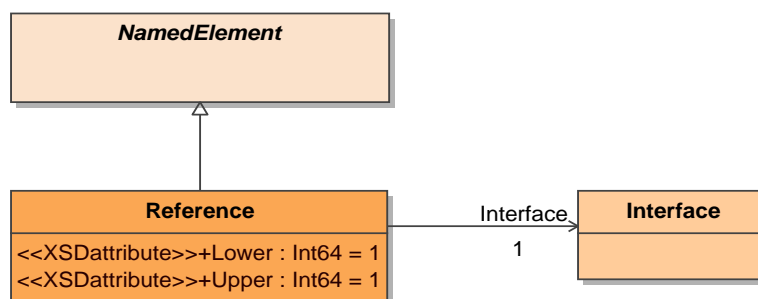 NamedElement
Reference
<<XSDattribute>>+Lower : Int64 = 1
<<XSDattribute>>+Upper : Int64 = 1
Interface
1
Interface